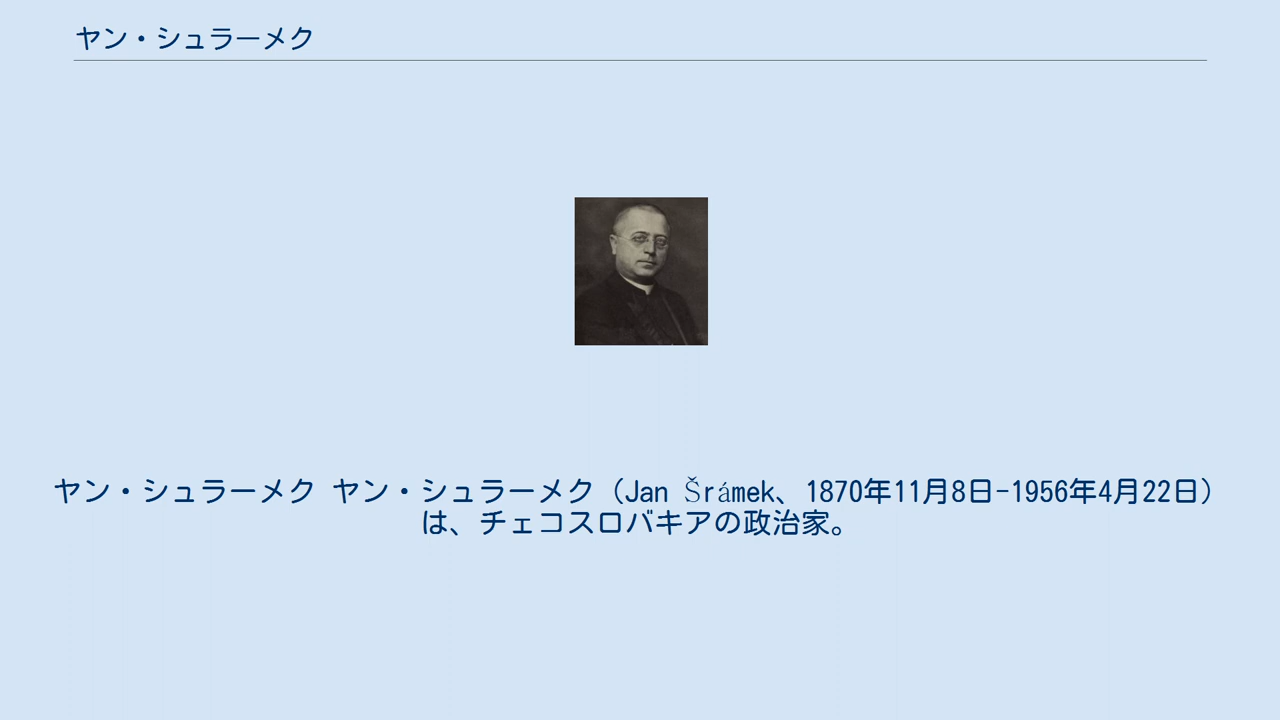 ヤン・シュラーメク
ヤン・シュラーメク ヤン・シュラーメク（Jan Šrámek、1870年11月8日-1956年4月22日）
は、チェコスロバキアの政治家。